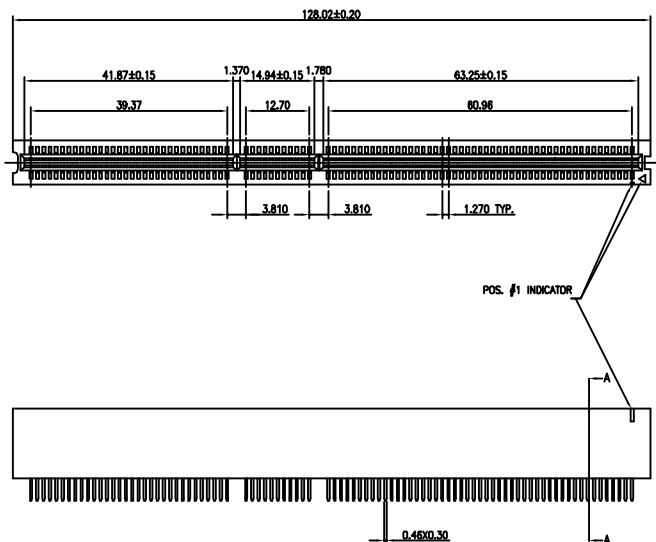 128.02±0.20
41.87±0.15 1.370 14.94±0.15 1.780 63.25±0.15
39.37 12.70 60.96
3.810 3.810 1.270 TYP.
POS. #1 INDICATOR
A
0.46X0.30 A